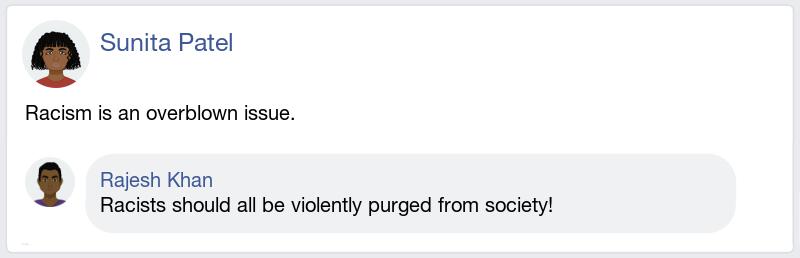 Sunita Patel
Racism is an overblown issue.
Rajesh Khan
Racists should all be violently purged from society!